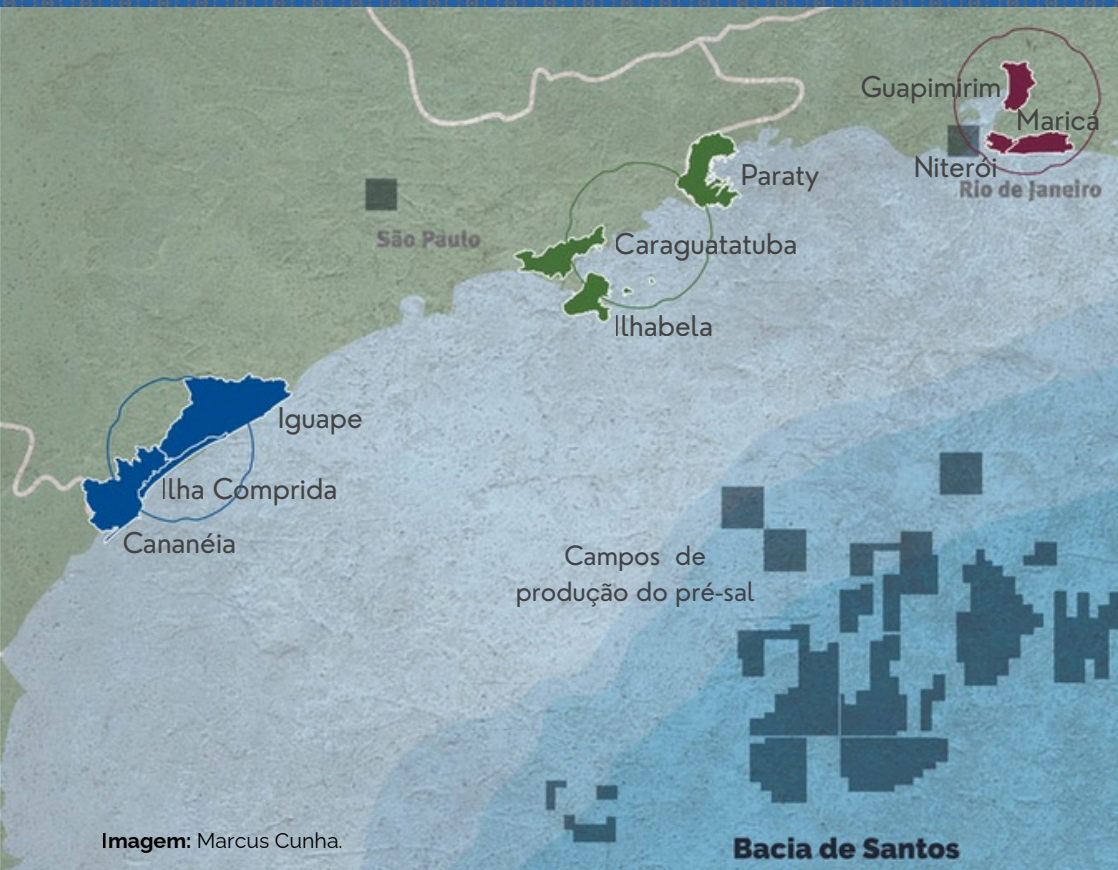 Guapimirim
Maricá
Niterói
Rio de Janeiro
Paraty
São Paulo
Caraguatatuba
Ilhabela
Iguape
Ilha Comprida
Cananéia
Campos de
produção do pré-sal
Imagem: Marcus Cunha.
Bacia de Santos